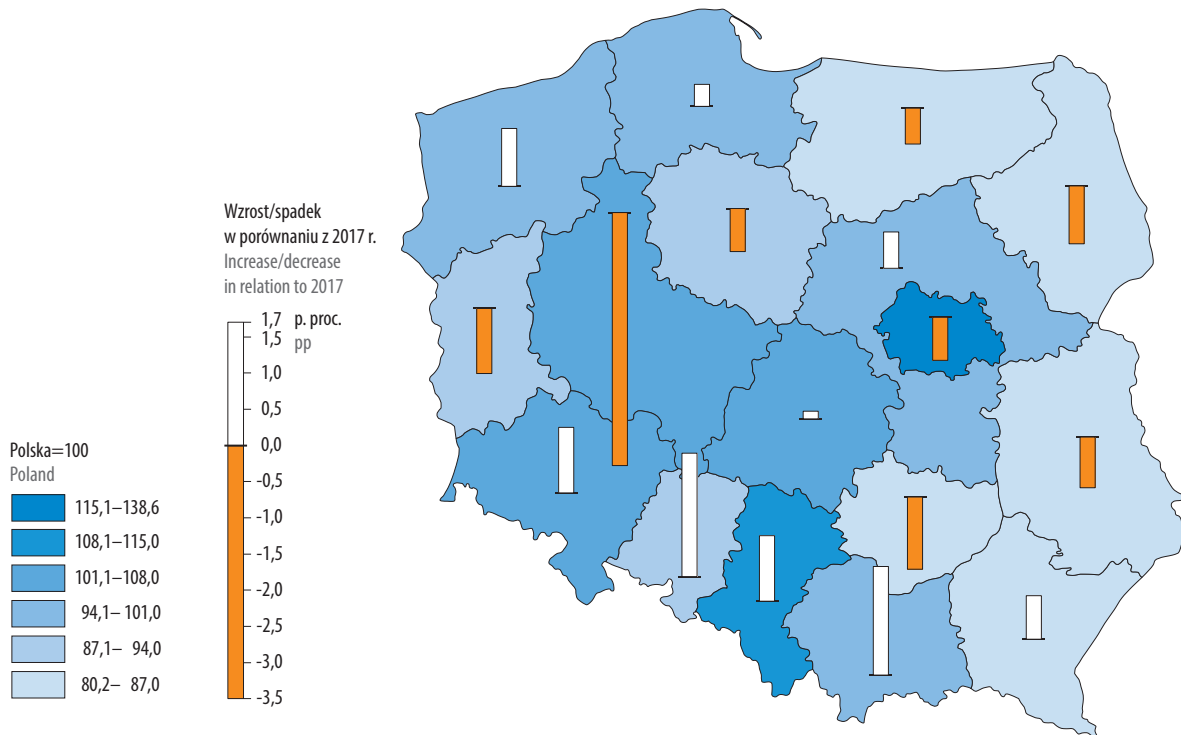 Wzrost/spadek
w porównaniu z 2017 r.
Increase/decrease
in relation to 2017
1,7 p. proc.
1,5 pp
1,0
0,5
0,0
-0,5
-1,0
-1,5
-2,0
-2,5
-3,0
-3,5
Polska=100
Poland
115,1–138,6
108,1–115,0
101,1–108,0
94,1– 101,0
87,1– 94,0
80,2– 87,0